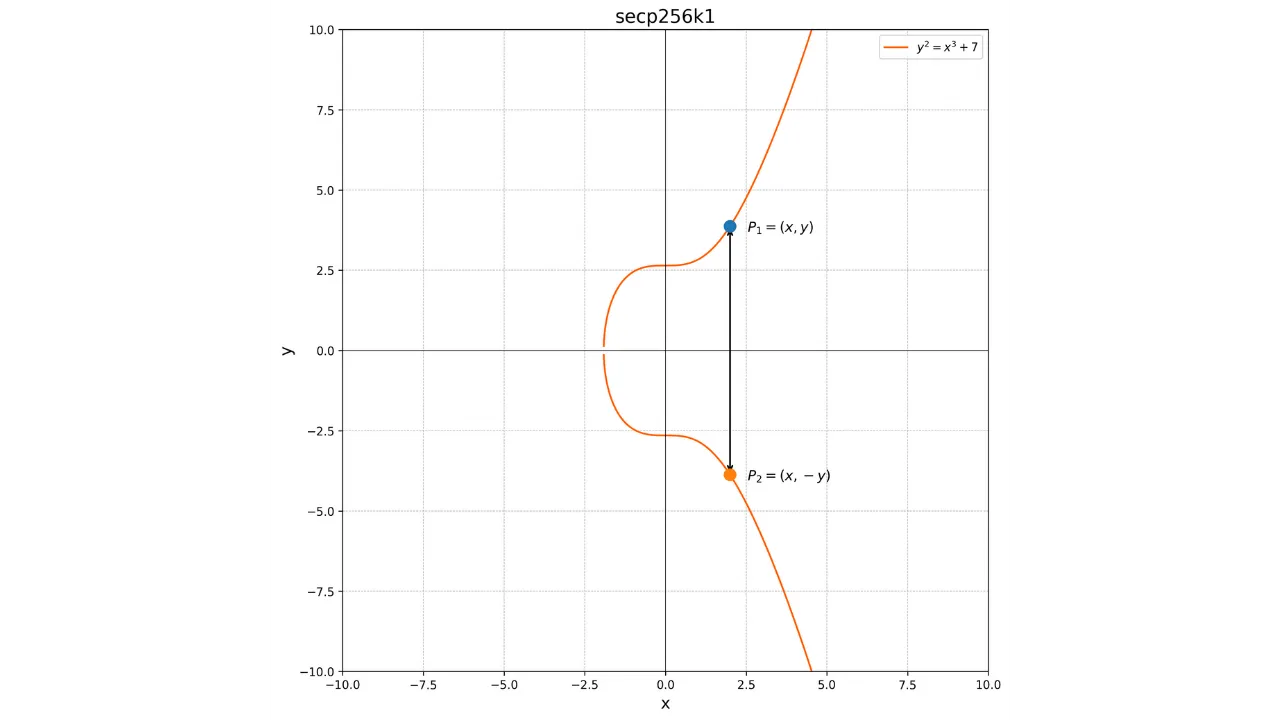 secp256k1
y² = x³ + 7
10.0
7.5
5.0
2.5
0.0
−2.5
−5.0
−7.5
−10.0
y
P₁ = (x, y)
P₂ = (x, − y)
−10.0 −7.5 −5.0 −2.5 0.0 2.5 5.0 7.5 10.0
x